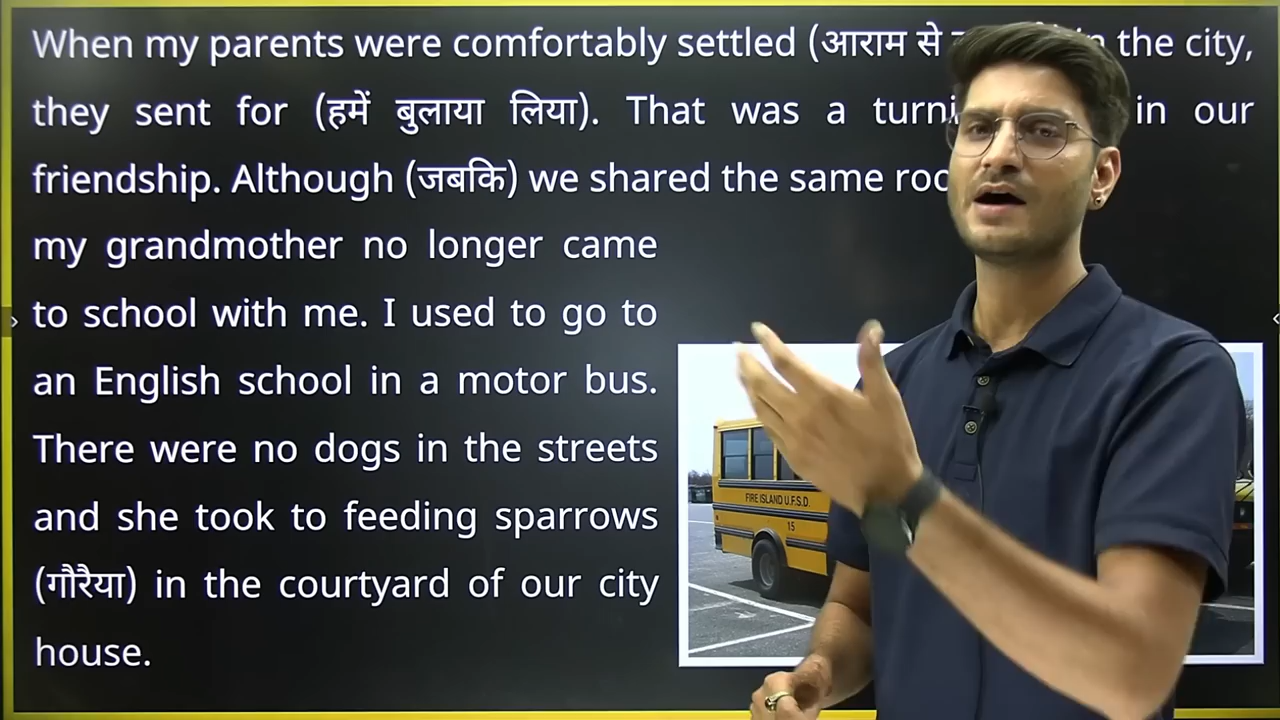 When my parents were comfortably settled (आराम से in the city,
they sent for (हमें बुलाया लिया). That was a in our
friendship. Although (जबकि) we shared the same
my grandmother no longer came
to school with me. I used to go to
an English school in a motor bus.
There were no dogs in the streets
and she took to feeding sparrows
(गौरैया) in the courtyard of our city
house.
FIRE ISLAND U.F.S.D.
15